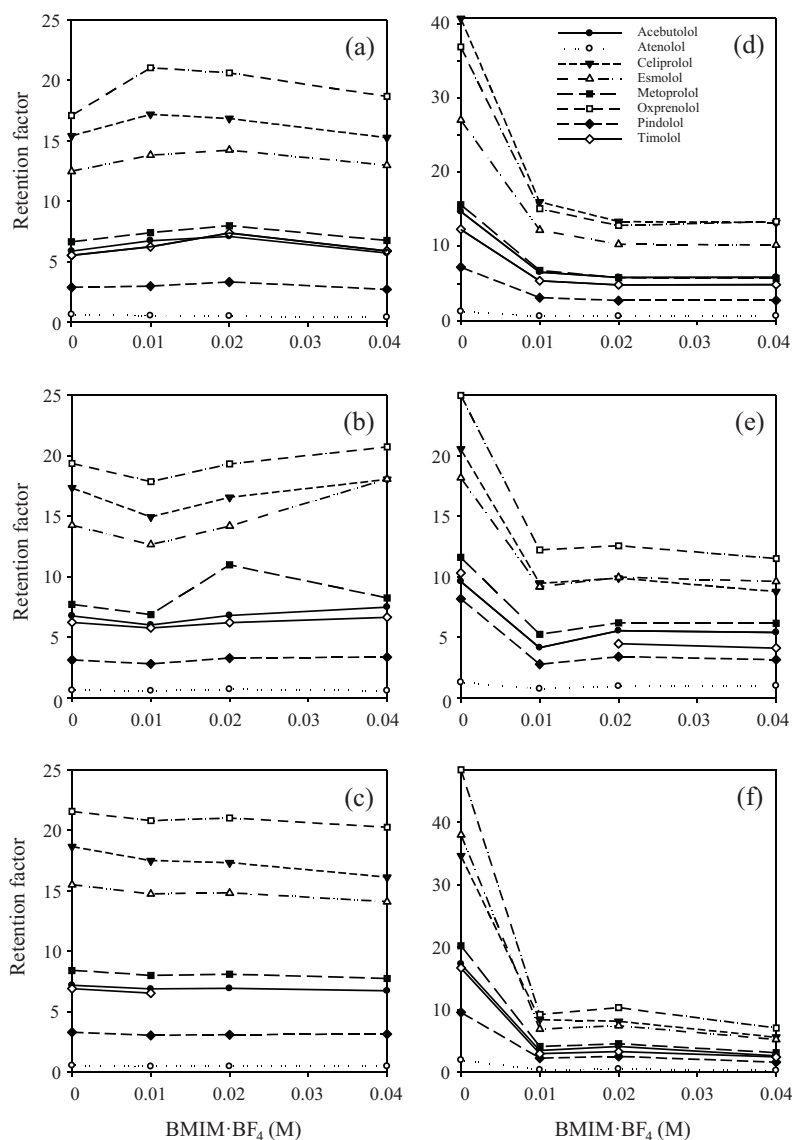 (a)
25
20
15
10
5
0
Retention factor
0 0.01 0.02 0.03 0.04
(d)
Acebutolol
Atenolol
Celiprolol
Esmolol
Metoprolol
Oxprenolol
Pindolol
Timolol
40
30
20
10
0
0 0.01 0.02 0.03 0.04
(b)
25
20
15
10
5
0
Retention factor
0 0.01 0.02 0.03 0.04
(e)
20
15
10
5
0
0 0.01 0.02 0.03 0.04
(c)
25
20
15
10
5
0
Retention factor
0 0.01 0.02 0.03 0.04
BMIM·BF₄ (M)
(f)
40
30
20
10
0
0 0.01 0.02 0.03 0.04
BMIM·BF₄ (M)